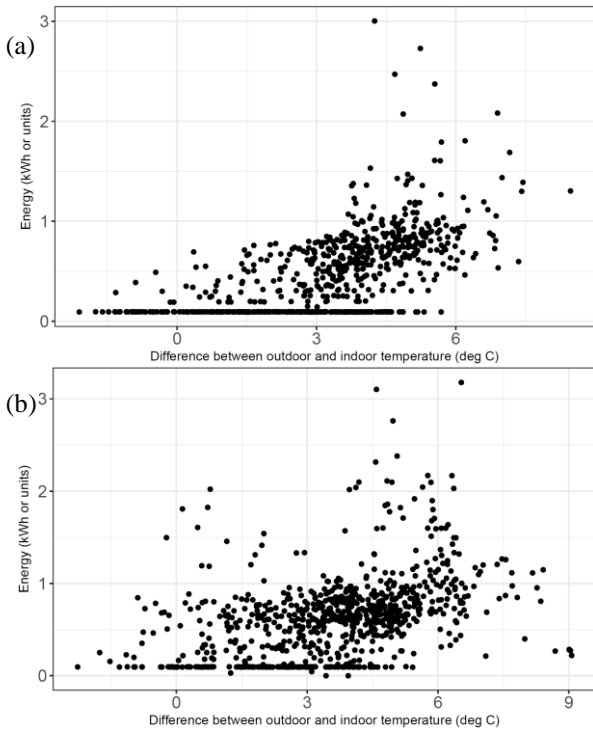 (a)
Energy (kWh or units)
3
2
1
0
0 3 6
Difference between outdoor and indoor temperature (deg C)
(b)
Energy (kWh or units)
3
2
1
0
0 3 6 9
Difference between outdoor and indoor temperature (deg C)